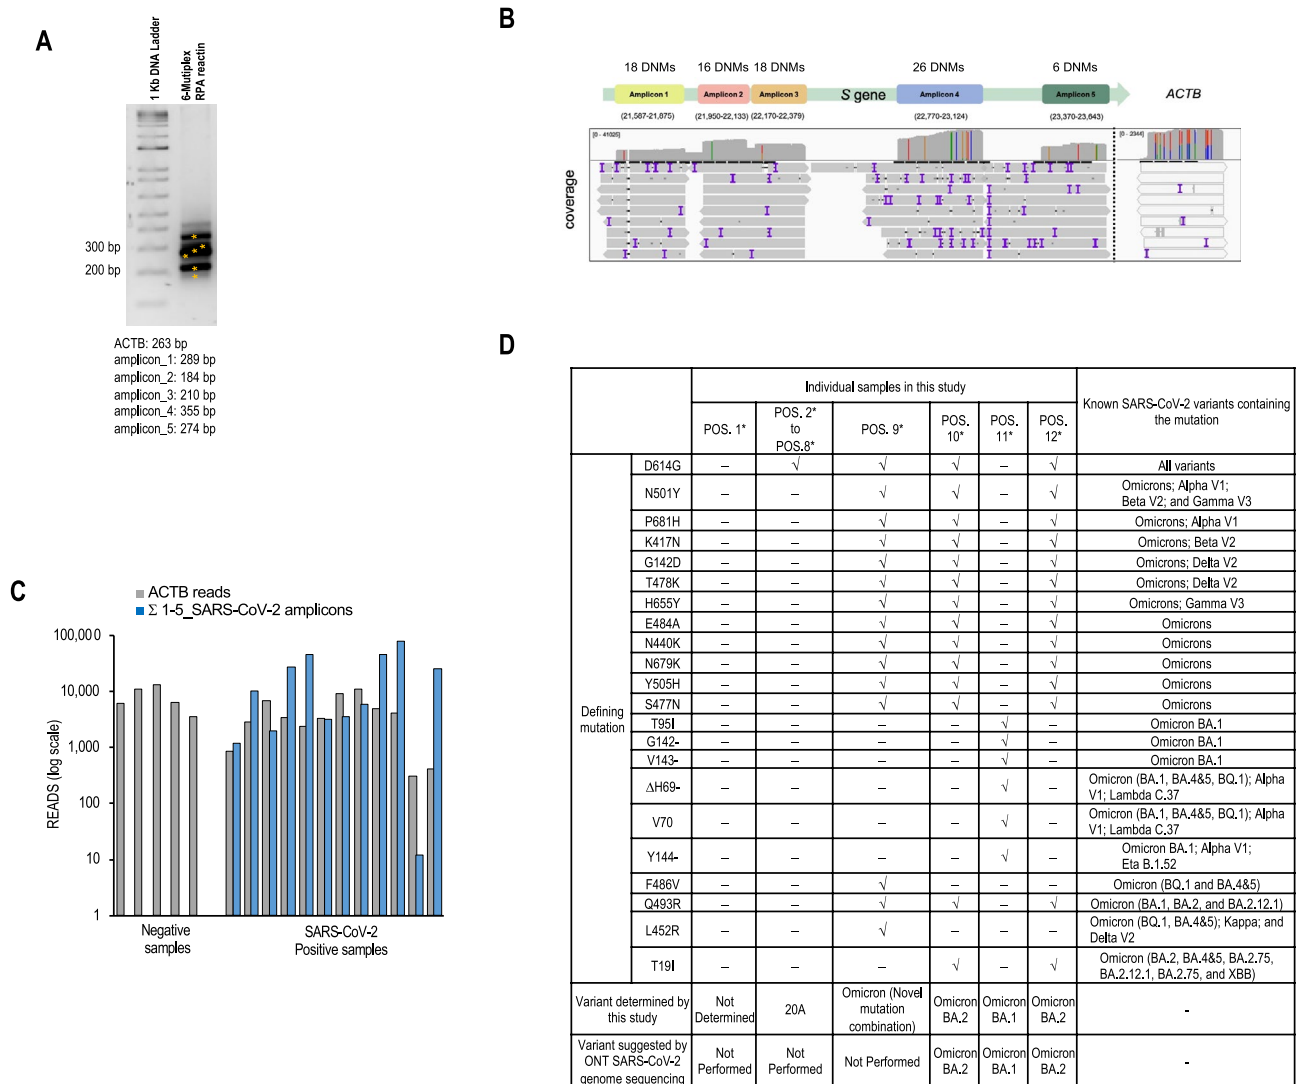 A
1 Kb DNA Ladder
6-Mutiplex
RPA reactin
300 bp
200 bp
ACTB: 263 bp
amplicon_1: 289 bp
amplicon_2: 184 bp
amplicon_3: 210 bp
amplicon_4: 355 bp
amplicon_5: 274 bp
B
18 DNMs 16 DNMs 18 DNMs 26 DNMs 6 DNMs
Amplicon 1 Amplicon 2 Amplicon 3 S gene Amplicon 4 Amplicon 5 ACTB
(21,587-21,875) (21,950-22,133) (22,170-22,379) (22,770-23,124) (23,370-23,643)
[0 - 41025] [0 - 2344]
coverage
C
ACTB reads
Σ 1-5_SARS-CoV-2 amplicons
READS (log scale)
100,000
10,000
1,000
100
10
1
Negative
samples
SARS-CoV-2
Positive samples
D
Individual samples in this study
Known SARS-CoV-2 variants containing
the mutation
POS. 1*
POS. 2*
to
POS.8*
POS. 9*
POS.
10*
POS.
11*
POS.
12*
Defining
mutation
D614G – √ √ √ – √ All variants
N501Y – – √ √ – √ Omicrons; Alpha V1;
Beta V2; and Gamma V3
P681H – – √ √ – √ Omicrons; Alpha V1
K417N – – √ √ – √ Omicrons; Beta V2
G142D – – √ √ – √ Omicrons; Delta V2
T478K – – √ √ – √ Omicrons; Delta V2
H655Y – – √ √ – √ Omicrons; Gamma V3
E484A – – √ √ – √ Omicrons
N440K – – √ √ – √ Omicrons
N679K – – √ √ – √ Omicrons
Y505H – – √ √ – √ Omicrons
S477N – – √ √ – √ Omicrons
T95I – – – – √ – Omicron BA.1
G142- – – – – √ – Omicron BA.1
V143- – – – – √ – Omicron BA.1
ΔH69- – – – – √ – Omicron (BA.1, BA.4&5, BQ.1); Alpha
V1; Lambda C.37
V70 – – – – √ – Omicron (BA.1, BA.4&5, BQ.1); Alpha
V1; Lambda C.37
Y144- – – – – √ – Omicron BA.1; Alpha V1;
Eta B.1.52
F486V – – √ – – – Omicron (BQ.1 and BA.4&5)
Q493R – – √ √ – √ Omicron (BA.1, BA.2, and BA.2.12.1)
L452R – – √ – – – Omicron (BQ.1, BA.4&5); Kappa; and
Delta V2
T19I – – – √ – √ Omicron (BA.2, BA.4&5, BA.2.75,
BA.2.12.1, BA.2.75, and XBB)
Variant determined by
this study
Not
Determined
20A
Omicron (Novel
mutation
combination)
Omicron
BA.2
Omicron
BA.1
Omicron
BA.2
-
Variant suggested by
ONT SARS-CoV-2
genome sequencing
Not
Performed
Not
Performed
Not Performed
Omicron
BA.2
Omicron
BA.1
Omicron
BA.2
-